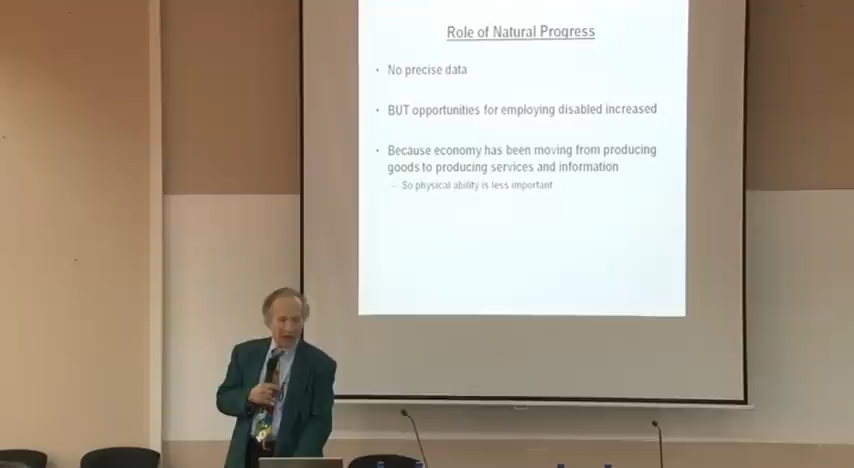 Role of Natural Progress
• No precise data
• BUT opportunities for employing disabled increased
• Because economy has been moving from producing
goods to producing services and information
– So physical ability is less important